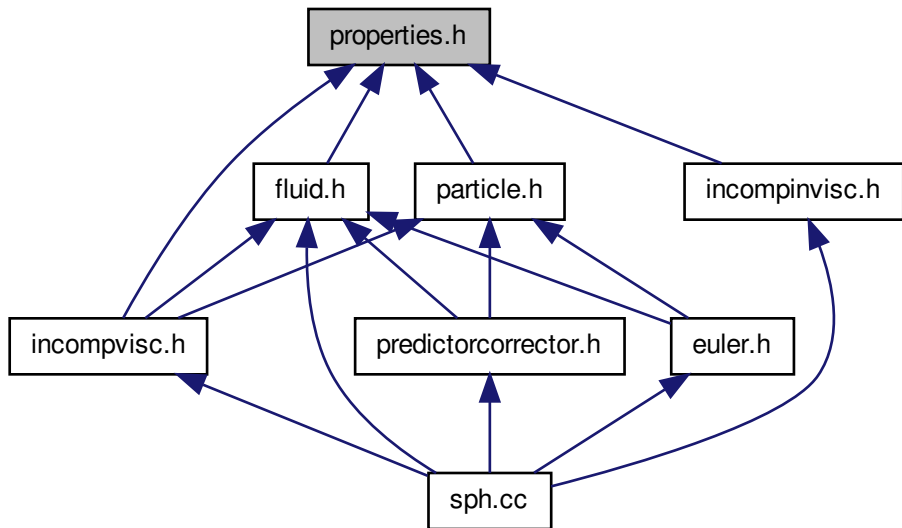 properties.h
fluid.h
particle.h
incompinvisc.h
incompvisc.h
predictorcorrector.h
euler.h
sph.cc